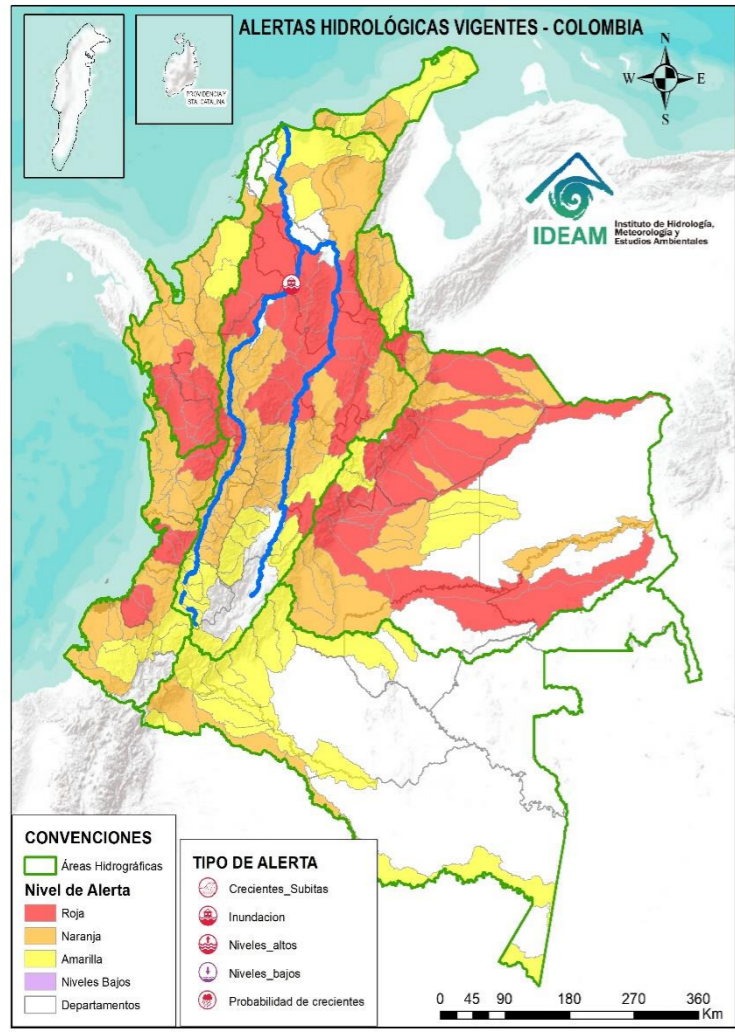 ALERTAS HIDROLÓGICAS VIGENTES - COLOMBIA
PROVIDENCIA Y
STA. CATALINA
N
W
E
S
IDEAM
Instituto de Hidrología,
Meteorología y
Estudios Ambientales
CONVENCIONES
Áreas Hidrográficas
Nivel de Alerta
Roja
Naranja
Amarilla
Niveles Bajos
Departamentos
TIPO DE ALERTA
Crecientes_Subitas
Inundacion
Niveles_altos
Niveles_bajos
Probabilidad de crecientes
0 45 90 180 270 360
Km